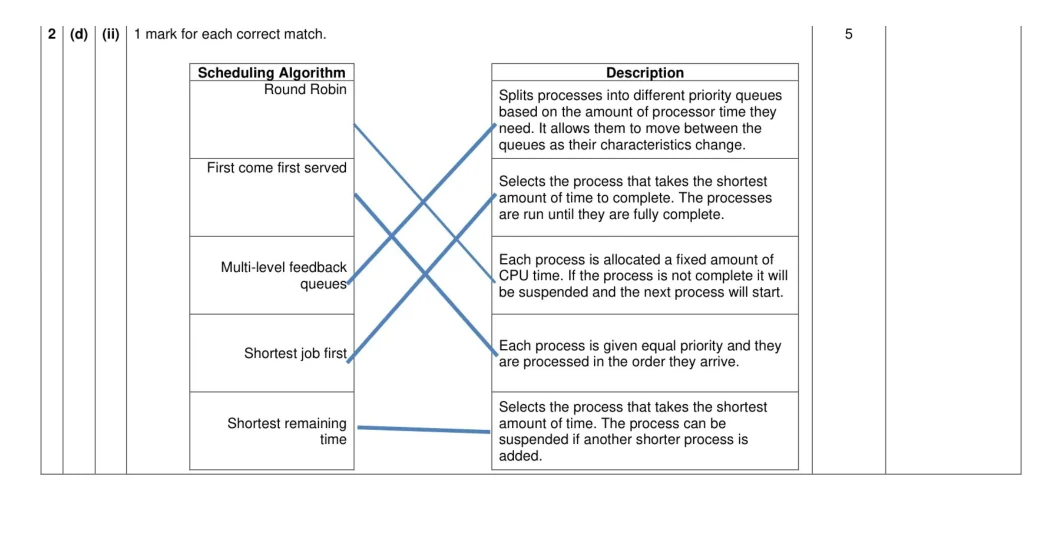 2 (d) (ii) 1 mark for each correct match. 5
Scheduling Algorithm
Description
Round Robin
Splits processes into different priority queues
based on the amount of processor time they
need. It allows them to move between the
queues as their characteristics change.
First come first served
Selects the process that takes the shortest
amount of time to complete. The processes
are run until they are fully complete.
Multi-level feedback
queues
Each process is allocated a fixed amount of
CPU time. If the process is not complete it will
be suspended and the next process will start.
Shortest job first
Each process is given equal priority and they
are processed in the order they arrive.
Shortest remaining
time
Selects the process that takes the shortest
amount of time. The process can be
suspended if another shorter process is
added.